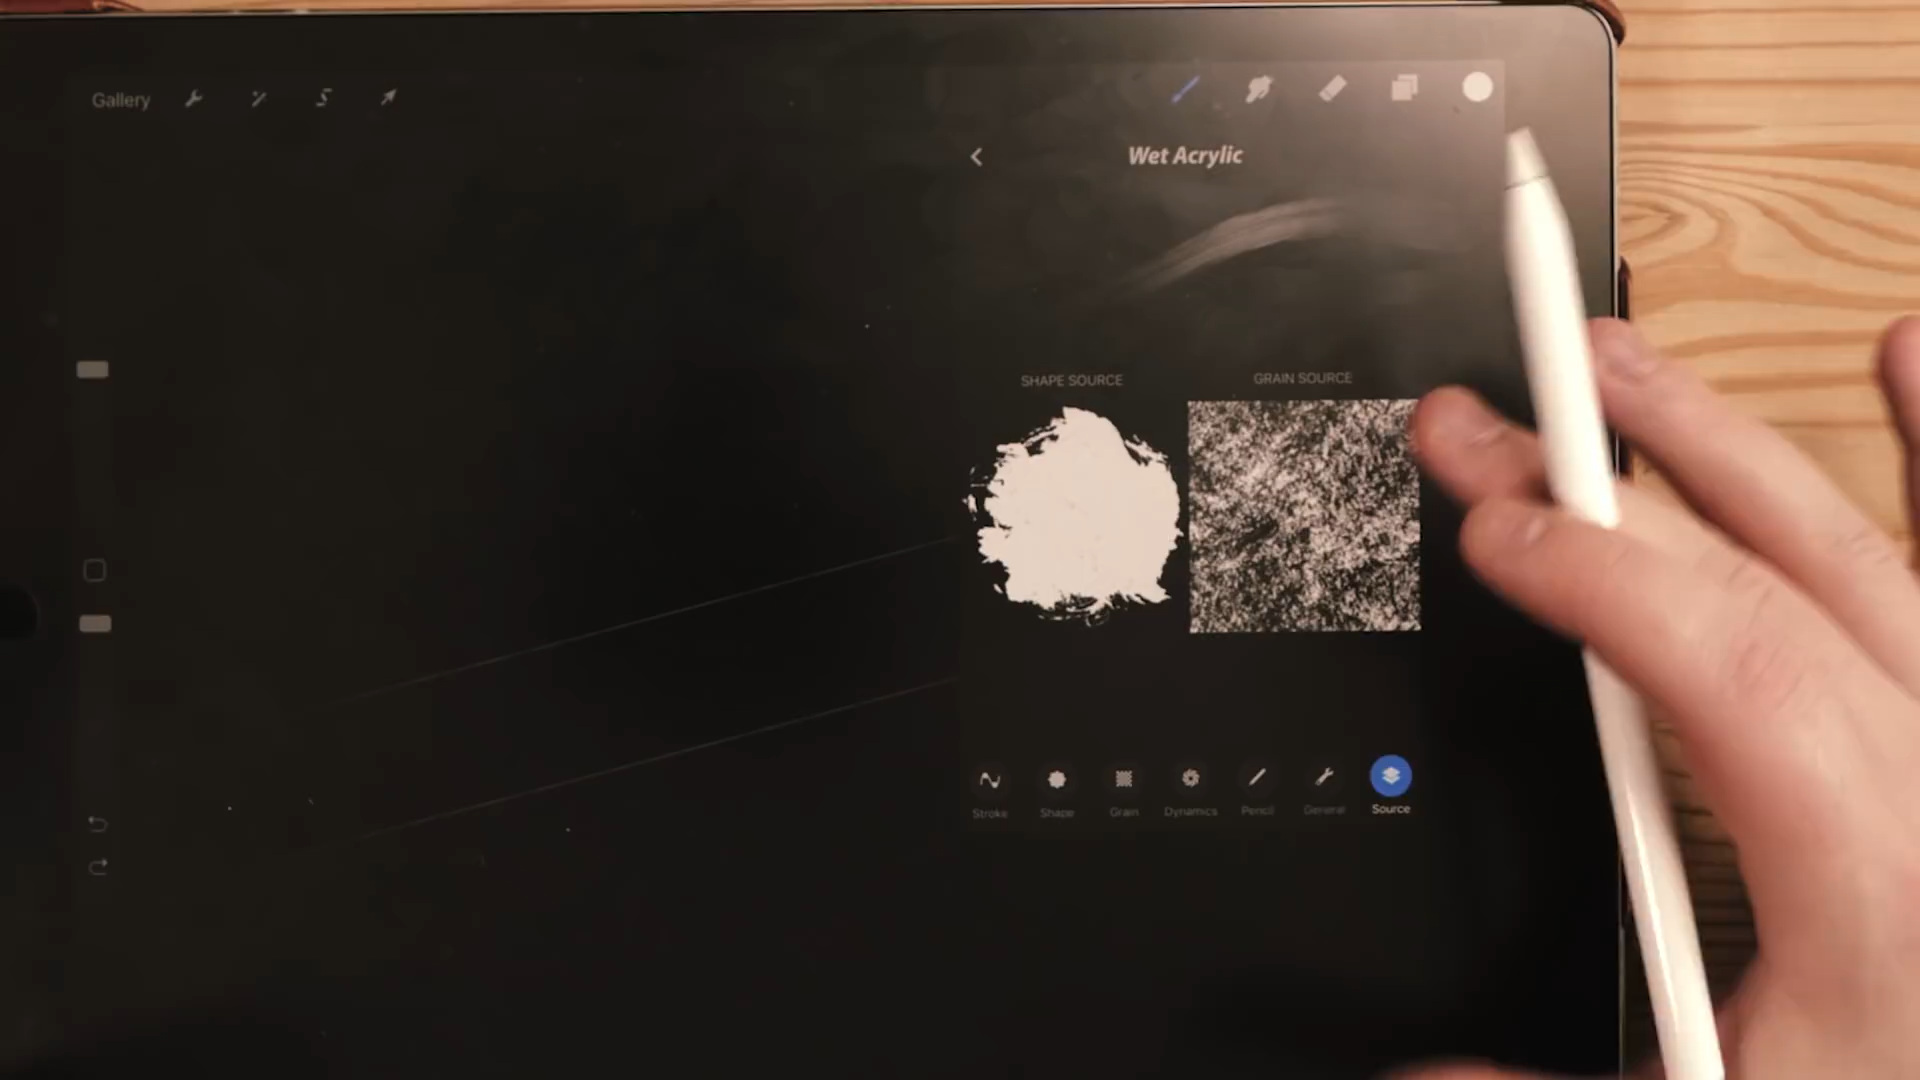 Gallery
Wet Acrylic
SHAPE SOURCE
GRAIN SOURCE
Stroke
Shape
Grain
Dynamics
Pencil
General
Source